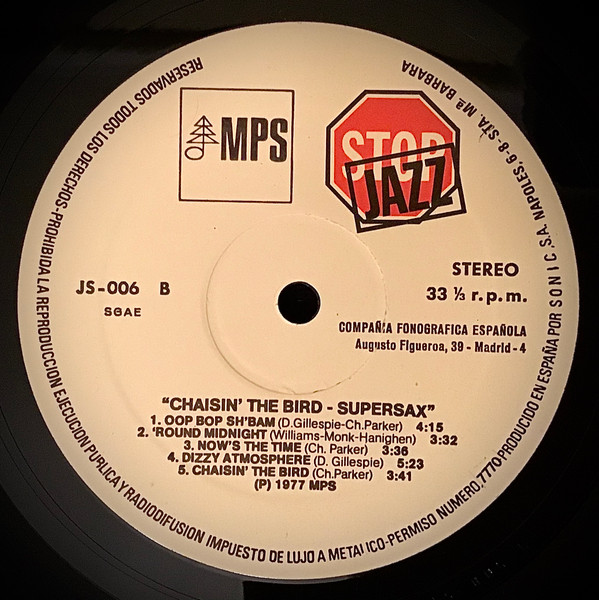 RESERVADOS TODOS LOS DERECHOS-PROHIBIDA LA REPRODUCCION EJECUCION PUBLICA Y RADIODIFUSION IMPUESTO DE LUJO A METALICO-PERMISO NUMERO,7770 PRODUCIDO EN ESPAÑA POR SONIC, S.A. NAPOLES, 6-8-STA. Mª BARBARA
MPS
STOP
JAZZ
JS-006 B
SGAE
STEREO
33 ⅓ r.p.m.
COMPAÑIA FONOGRAFICA ESPAÑOLA
Augusto Figueroa, 39 - Madrid - 4
"CHAISIN' THE BIRD - SUPERSAX"
1. OOP BOP SH'BAM (D.Gillespie-Ch.Parker) 4:15
2. 'ROUND MIDNIGHT (Williams-Monk-Hanighen) 3:32
3. NOW'S THE TIME (Ch. Parker) 3:36
4. DIZZY ATMOSPHERE (D. Gillespie) 5:23
5. CHAISIN' THE BIRD (Ch.Parker) 3:41
(P) 1977 MPS